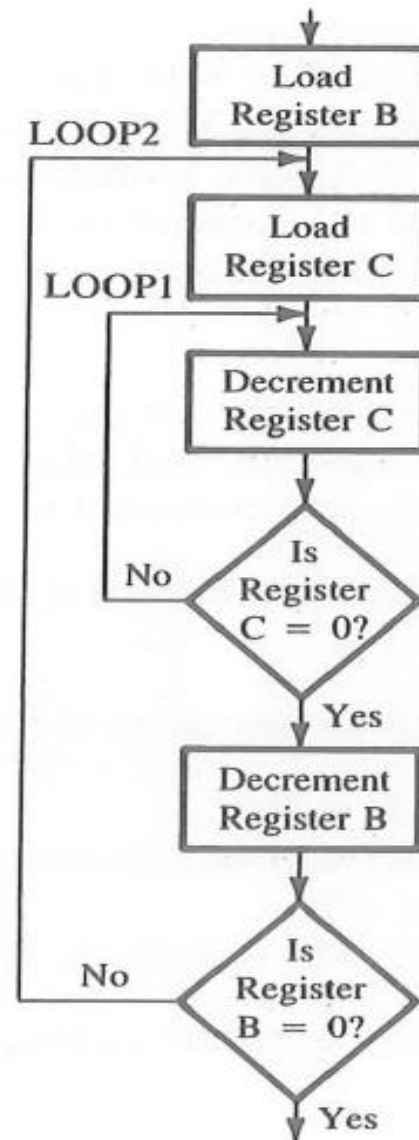 Load
Register B
LOOP2
Load
Register C
LOOP1
Decrement
Register C
Is
Register
C = 0?
No
Yes
Decrement
Register B
Is
Register
B = 0?
No
Yes